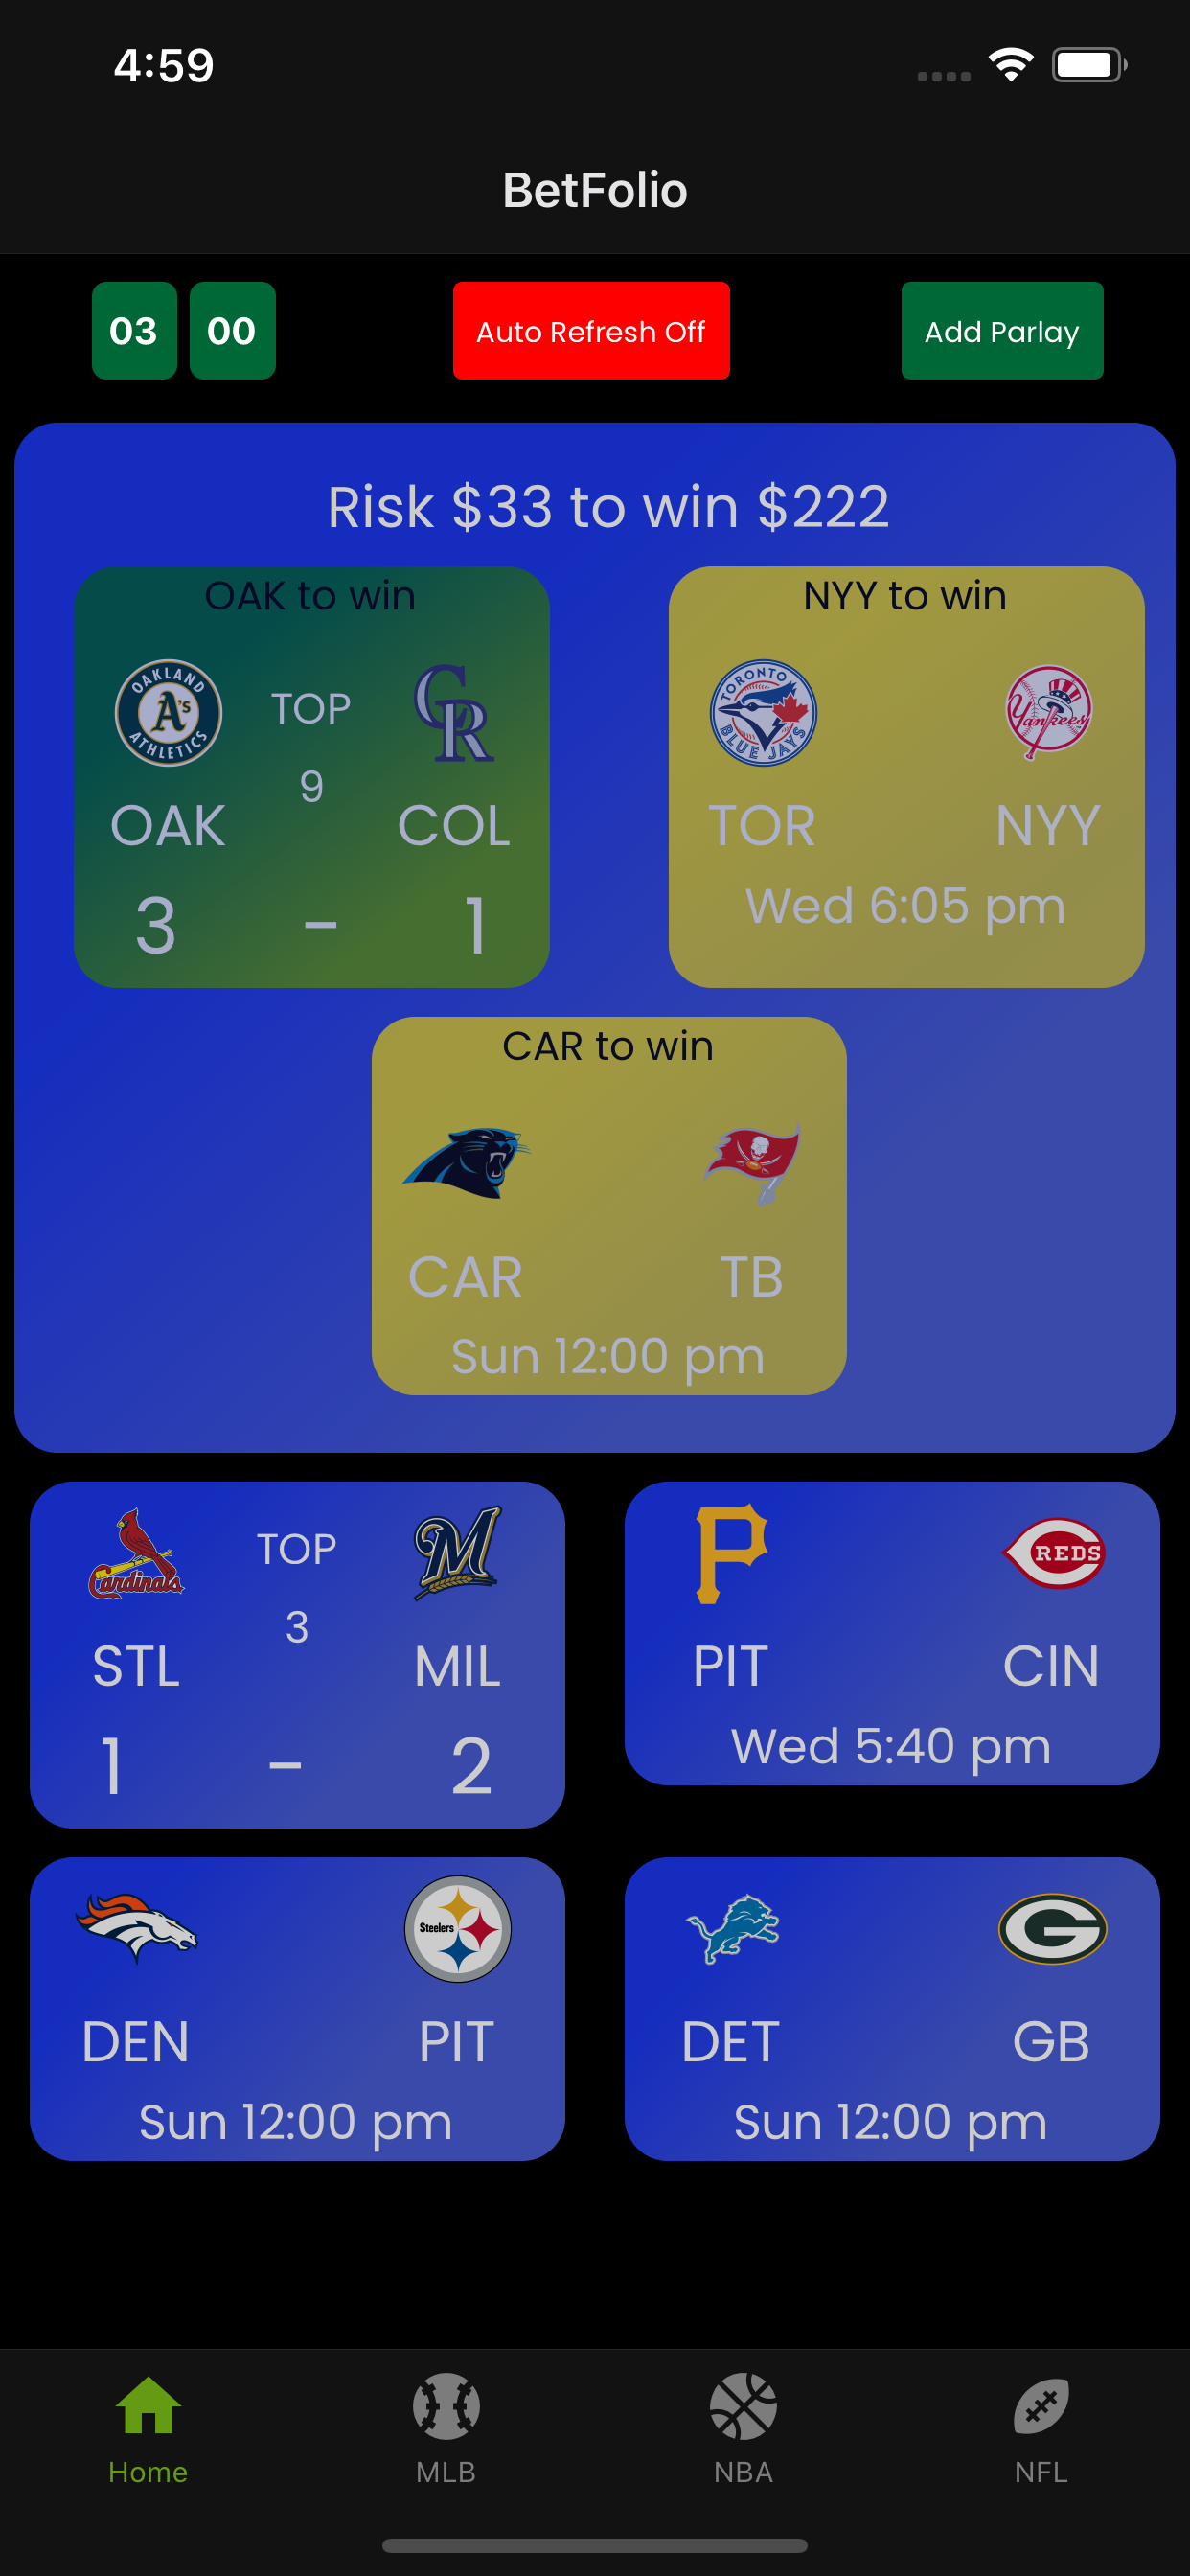 4:59
BetFolio
03 00 Auto Refresh Off Add Parlay
Risk $33 to win $222
OAK to win
OAKLAND ATHLETICS A's
TOP
CR
9
OAK COL
3 - 1
NYY to win
TORONTO BLUE JAYS
Yankees
TOR NYY
Wed 6:05 pm
CAR to win
CAR TB
Sun 12:00 pm
Cardinals
TOP
M
3
STL MIL
1 - 2
P
REDS
PIT CIN
Wed 5:40 pm
Steelers
DEN PIT
Sun 12:00 pm
G
DET GB
Sun 12:00 pm
Home MLB NBA NFL